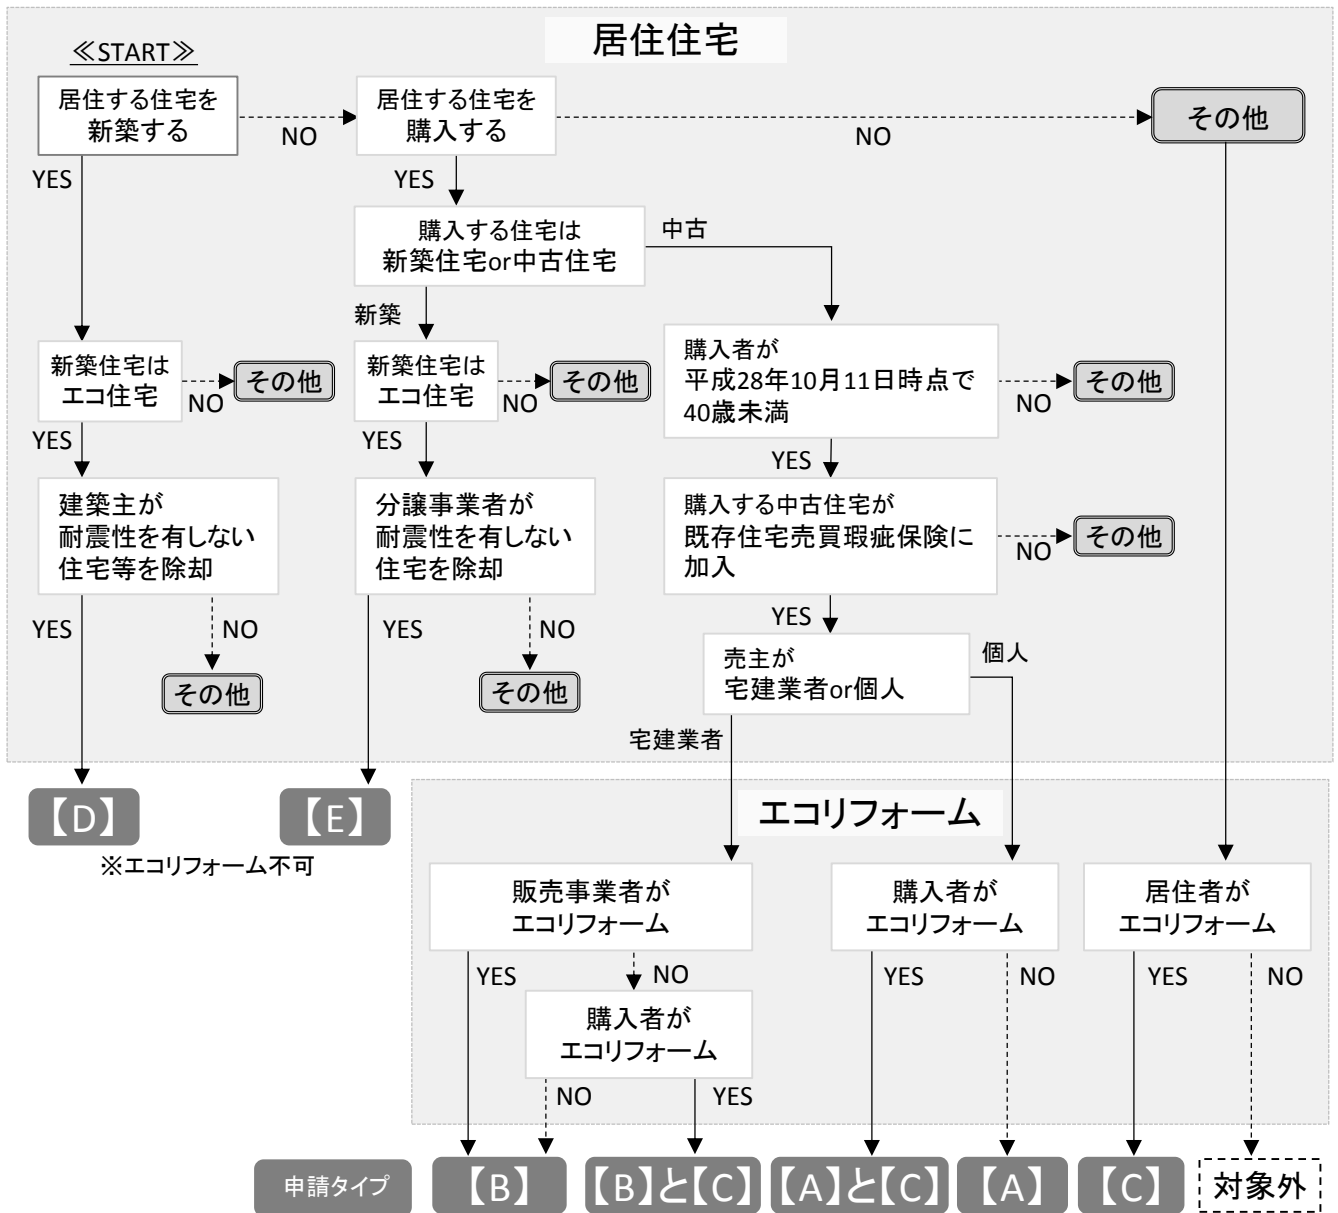 居住住宅
≪START≫
居住する住宅を
新築する
NO
居住する住宅を
購入する
NO
その他
YES
YES
購入する住宅は
新築住宅or中古住宅
中古
新築
新築住宅は
エコ住宅
NO
その他
新築住宅は
エコ住宅
NO
その他
購入者が
平成28年10月11日時点で
40歳未満
NO
その他
YES
YES
YES
建築主が
耐震性を有しない
住宅等を除却
分譲事業者が
耐震性を有しない
住宅を除却
購入する中古住宅が
既存住宅売買瑕疵保険に
加入
NO
その他
YES
NO
その他
YES
NO
その他
YES
売主が
宅建業者or個人
個人
宅建業者
【D】
【E】
※エコリフォーム不可
エコリフォーム
販売事業者が
エコリフォーム
購入者が
エコリフォーム
居住者が
エコリフォーム
YES
NO
YES
NO
YES
NO
購入者が
エコリフォーム
NO
YES
申請タイプ
【B】
【B】と【C】
【A】と【C】
【A】
【C】
対象外